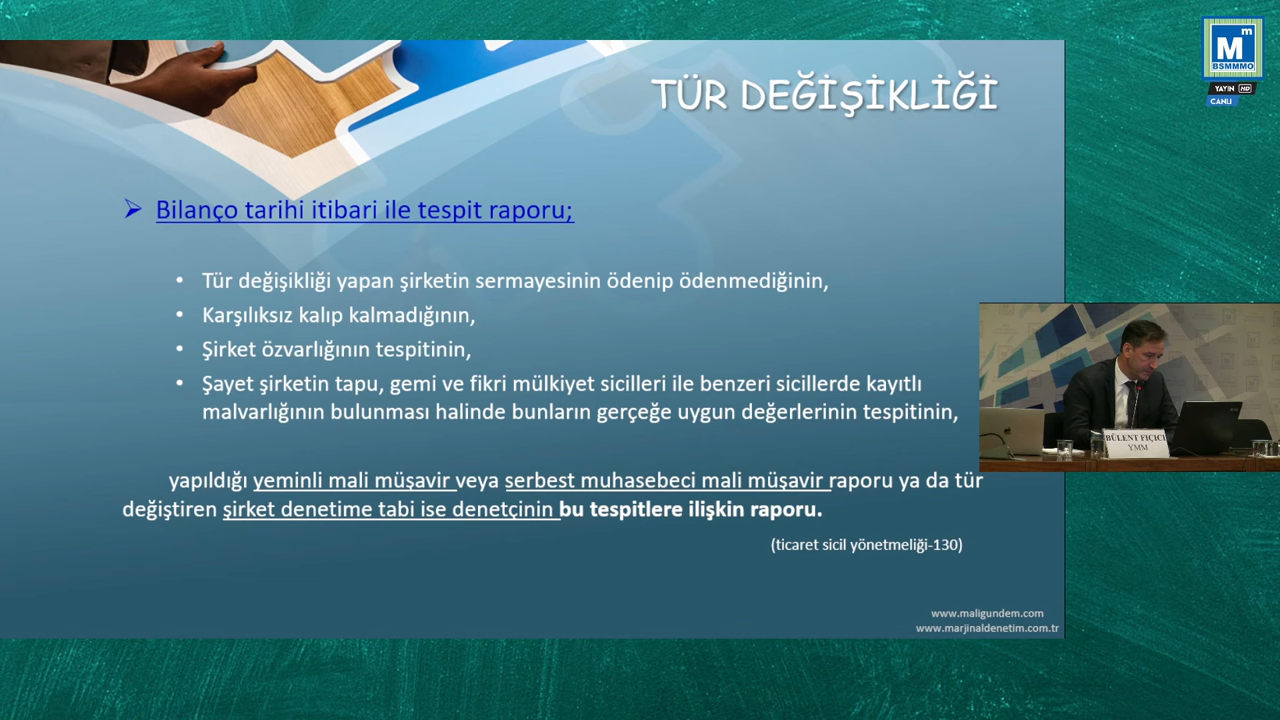 TÜR DEĞİŞİKLİĞİ
Bilanço tarihi itibari ile tespit raporu;
Tür değişikliği yapan şirketin sermayesinin ödenip ödenmediğinin,
Karşılıksız kalıp kalmadığının,
Şirket özvarlığının tespitinin,
Şayet şirketin tapu, gemi ve fikri mülkiyet sicilleri ile benzeri sicillerde kayıtlı
malvarlığının bulunması halinde bunların gerçeğe uygun değerlerinin tespitinin,
yapıldığı yeminli mali müşavir veya serbest muhasebeci mali müşavir raporu ya da tür
değiştiren şirket denetime tabi ise denetçinin bu tespitlere ilişkin raporu.
(ticaret sicil yönetmeliği-130)
www.maligundem.com
www.marjinaldenetim.com.tr
M m
BSMMMO
YAYIN HD
CANLI
BÜLENT FIÇICI
YMM